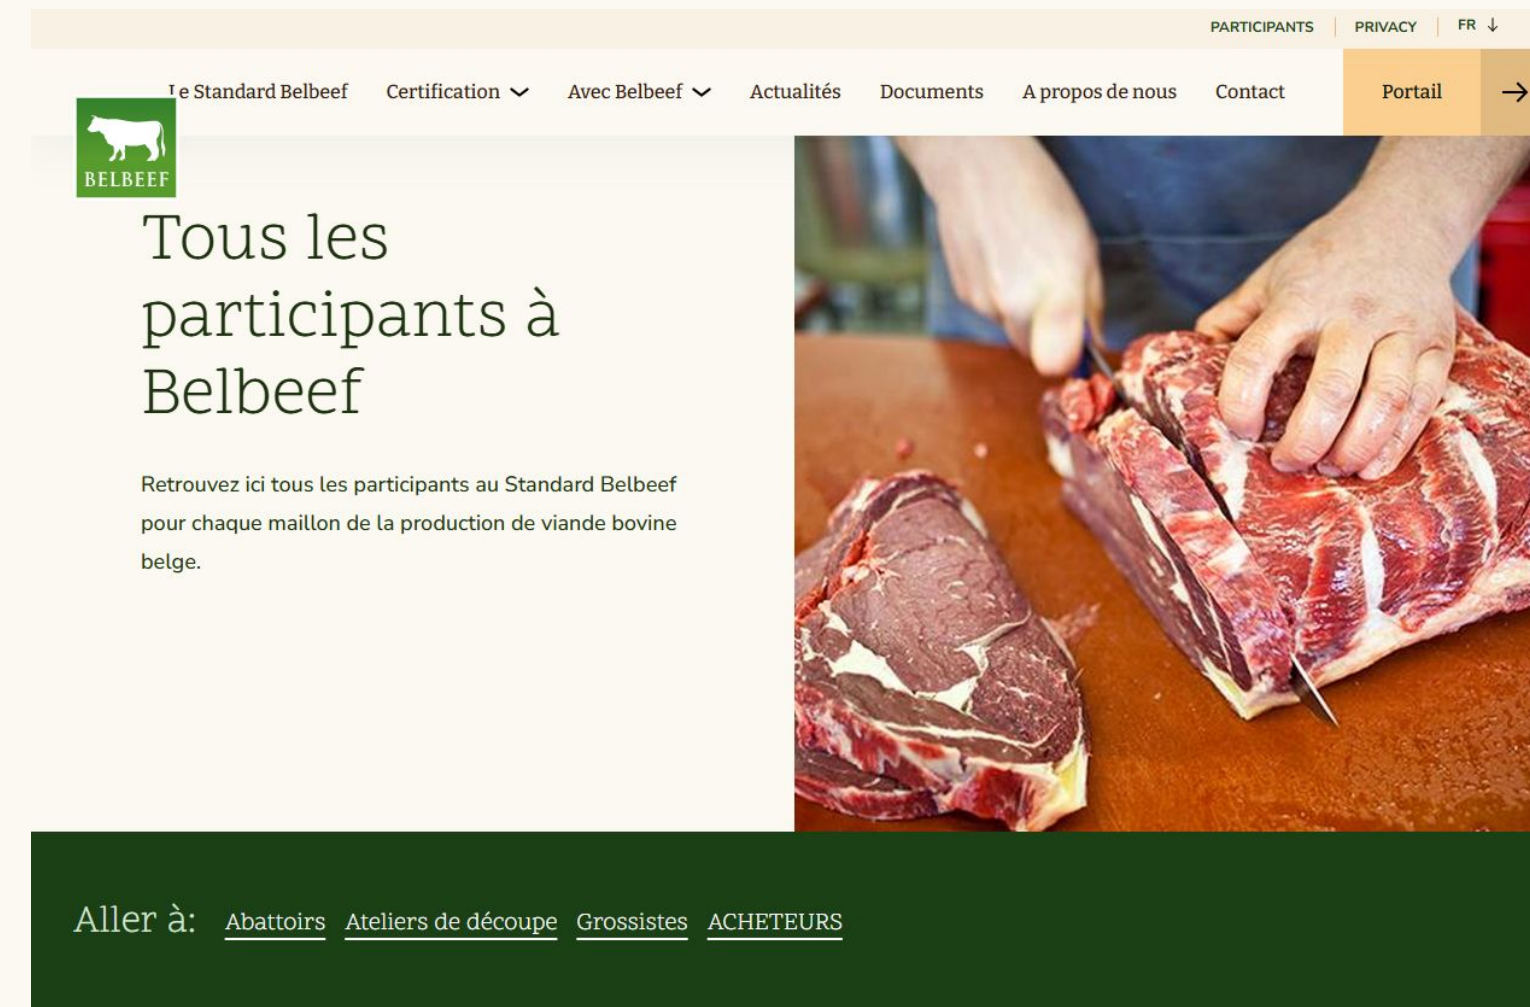 PARTICIPANTS PRIVACY FR
Le Standard Belbeef Certification Avec Belbeef Actualités Documents A propos de nous Contact Portail
BELBEEF
Tous les
participants à
Belbeef
Retrouvez ici tous les participants au Standard Belbeef
pour chaque maillon de la production de viande bovine
belge.
Aller à: Abattoirs Ateliers de découpe Grossistes ACHETEURS